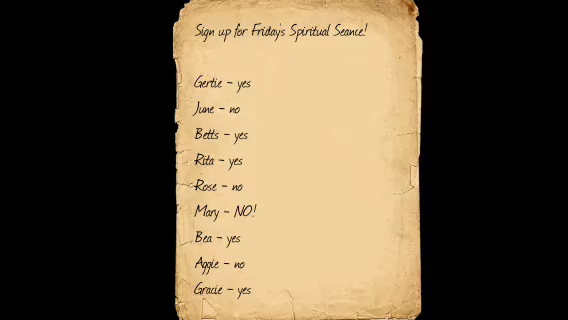 Sign up for Friday's Spiritual Seance!
Gertie - yes
June - no
Betts - yes
Rita - yes
Rose - no
Mary - NO!
Bea - yes
Aggie - no
Gracie - yes